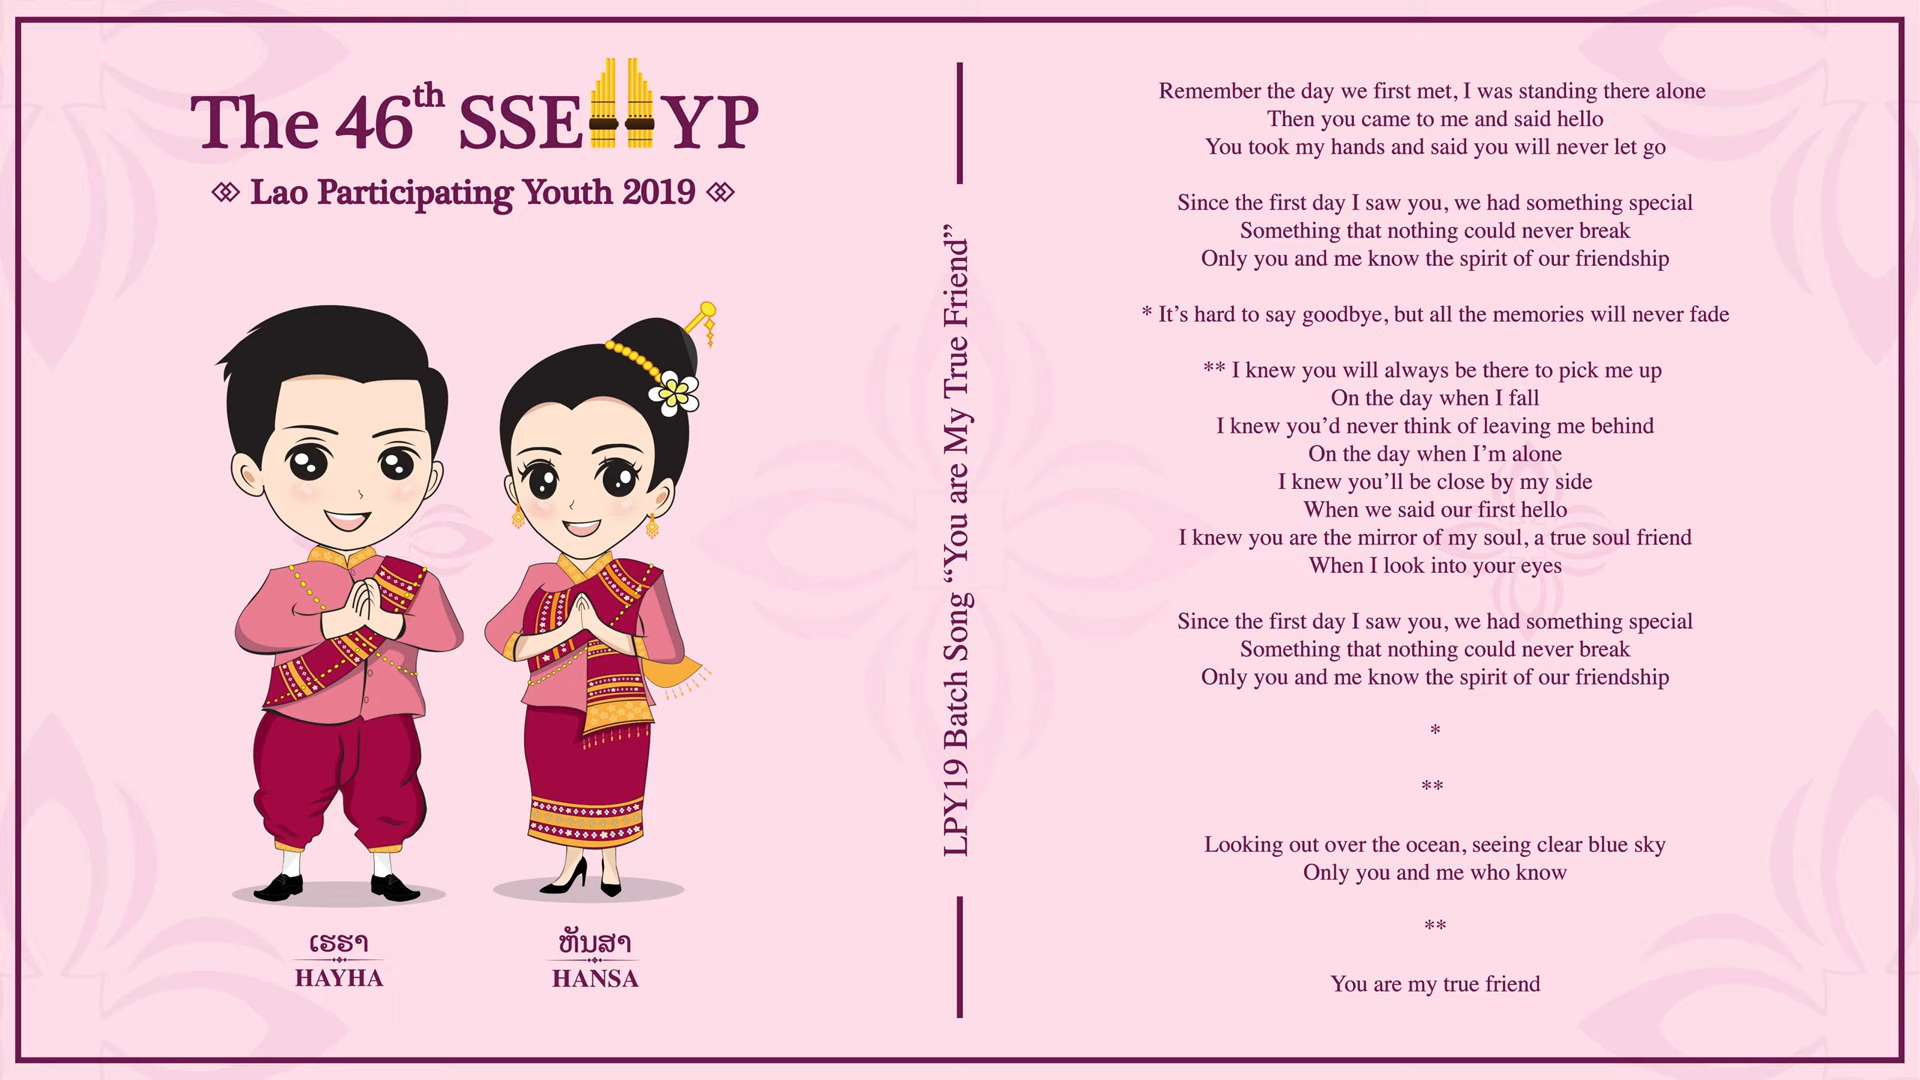 The 46th SSEAYP
Lao Participating Youth 2019
ເຮຮາ
HAYHA
ຫັນສາ
HANSA
LPY19 Batch Song “You are My True Friend”
Remember the day we first met, I was standing there alone
Then you came to me and said hello
You took my hands and said you will never let go
Since the first day I saw you, we had something special
Something that nothing could never break
Only you and me know the spirit of our friendship
* It’s hard to say goodbye, but all the memories will never fade
** I knew you will always be there to pick me up
On the day when I fall
I knew you’d never think of leaving me behind
On the day when I’m alone
I knew you’ll be close by my side
When we said our first hello
I knew you are the mirror of my soul, a true soul friend
When I look into your eyes
Since the first day I saw you, we had something special
Something that nothing could never break
Only you and me know the spirit of our friendship
*
**
Looking out over the ocean, seeing clear blue sky
Only you and me who know
**
You are my true friend